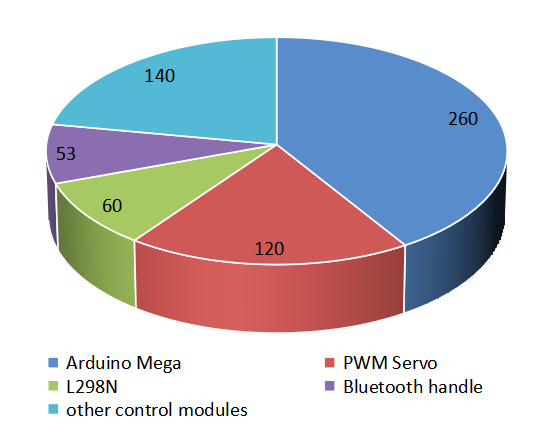 140
260
53
60
120
Arduino Mega
PWM Servo
L298N
Bluetooth handle
other control modules